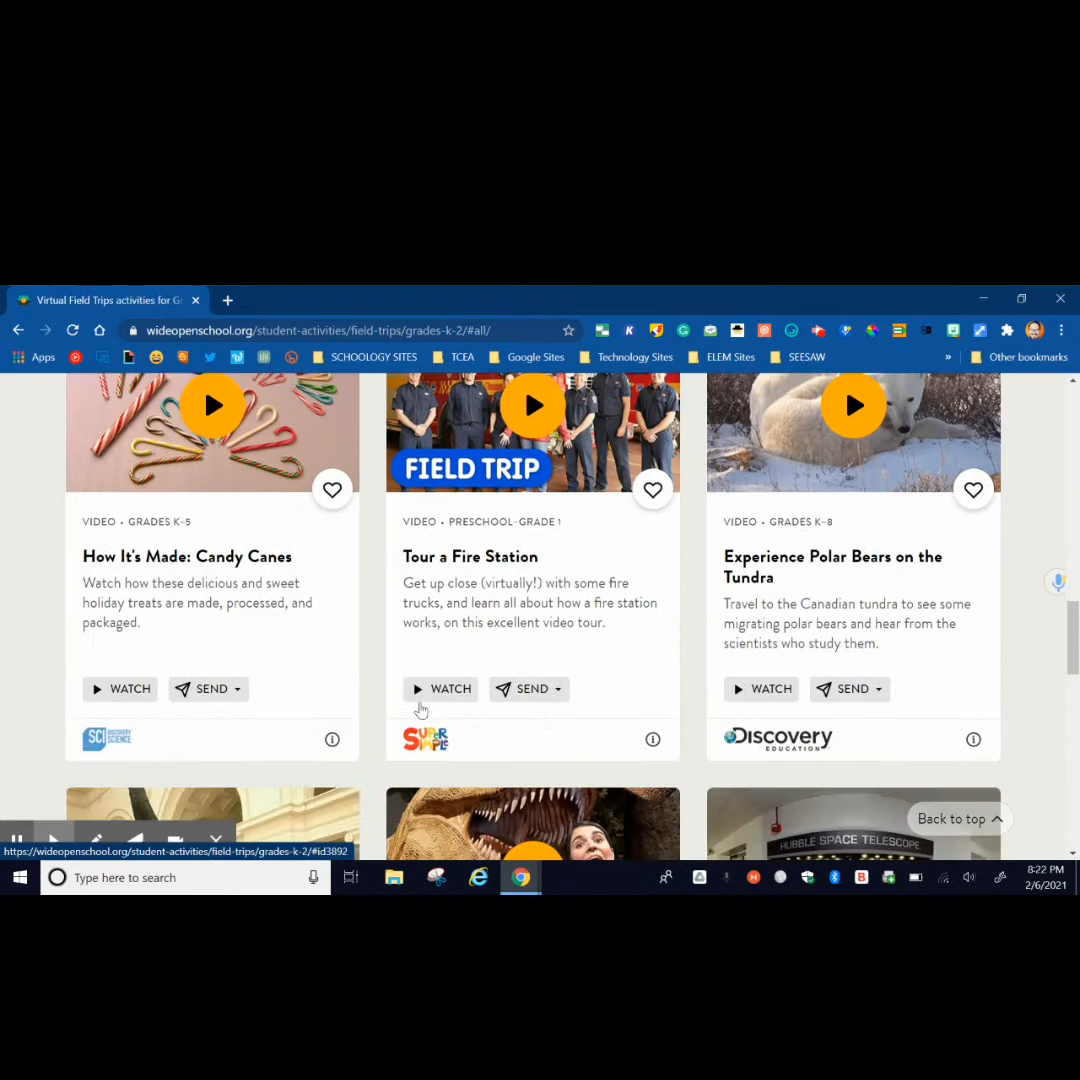 Virtual Field Trips activities for Gr
wideopenschool.org/student-activities/field-trips/grades-k-2/#all/
Apps
SCHOOLOGY SITES
TCEA
Google Sites
Technology Sites
ELEM Sites
SEESAW
»
Other bookmarks
FIELD TRIP
VIDEO • GRADES K–5
How It's Made: Candy Canes
Watch how these delicious and sweet
holiday treats are made, processed, and
packaged.
WATCH
SEND
SCI DISCOVERY
SCIENCE
VIDEO • PRESCHOOL–GRADE 1
Tour a Fire Station
Get up close (virtually!) with some fire
trucks, and learn all about how a fire station
works, on this excellent video tour.
WATCH
SEND
SUPER
SIMPLE
VIDEO • GRADES K–8
Experience Polar Bears on the
Tundra
Travel to the Canadian tundra to see some
migrating polar bears and hear from the
scientists who study them.
WATCH
SEND
Discovery
EDUCATION
HUBBLE SPACE TELESCOPE
Back to top
https://wideopenschool.org/student-activities/field-trips/grades-k-2/#id3892
Type here to search
8:22 PM
2/6/2021